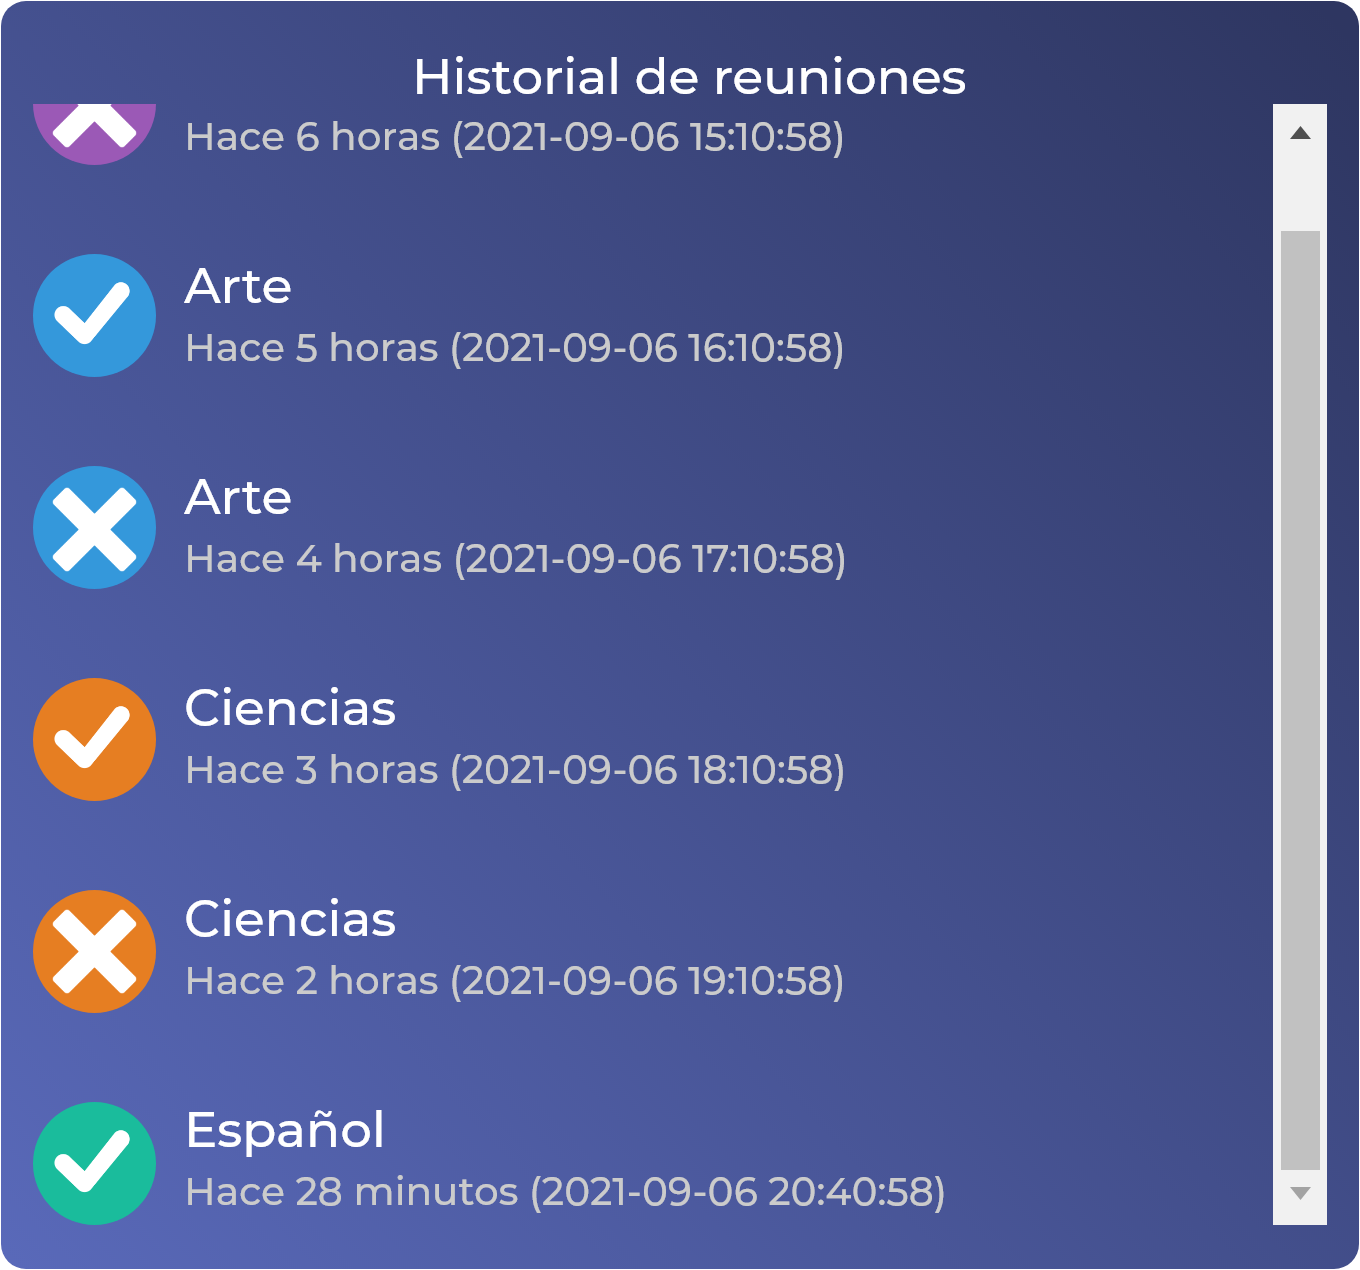 Historial de reuniones
Hace 6 horas (2021-09-06 15:10:58)
Arte
Hace 5 horas (2021-09-06 16:10:58)
Arte
Hace 4 horas (2021-09-06 17:10:58)
Ciencias
Hace 3 horas (2021-09-06 18:10:58)
Ciencias
Hace 2 horas (2021-09-06 19:10:58)
Español
Hace 28 minutos (2021-09-06 20:40:58)